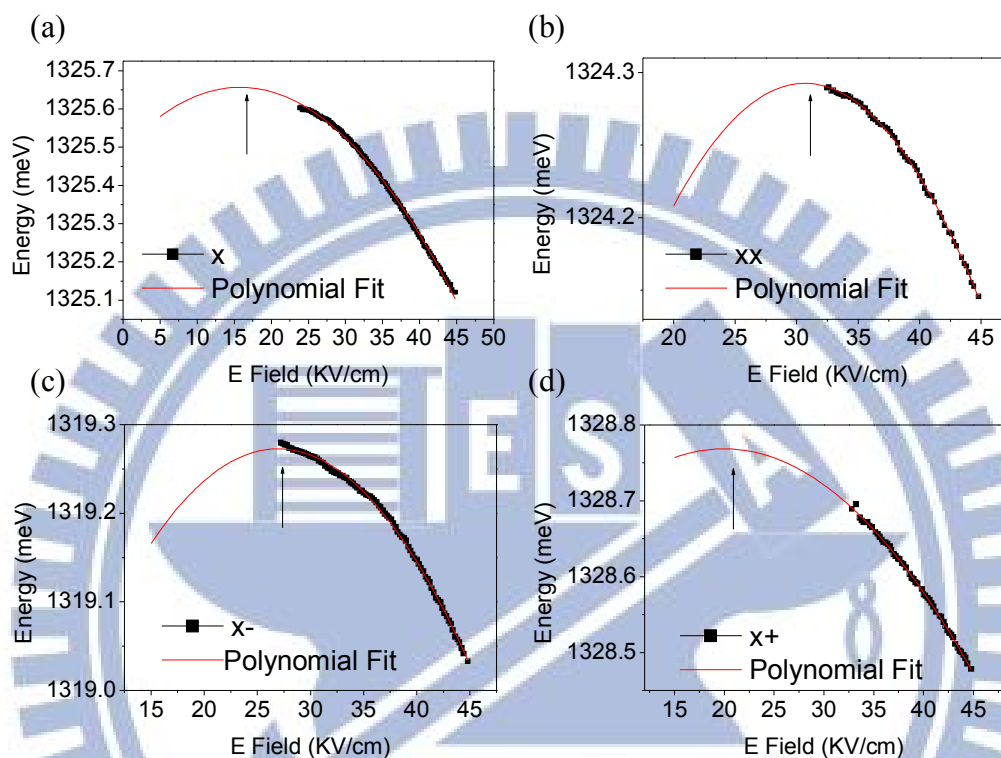 (a)
1325.7
1325.6
1325.5
1325.4
1325.3
1325.2
1325.1
Energy (meV)
x
Polynomial Fit
0 5 10 15 20 25 30 35 40 45 50
E Field (KV/cm)
(b)
1324.3
1324.2
Energy (meV)
xx
Polynomial Fit
20 25 30 35 40 45
E Field (KV/cm)
(c)
1319.3
1319.2
1319.1
1319.0
Energy (meV)
x-
Polynomial Fit
15 20 25 30 35 40 45
E Field (KV/cm)
(d)
1328.8
1328.7
1328.6
1328.5
Energy (meV)
x+
Polynomial Fit
15 20 25 30 35 40 45
E Field (KV/cm)
E S A
8